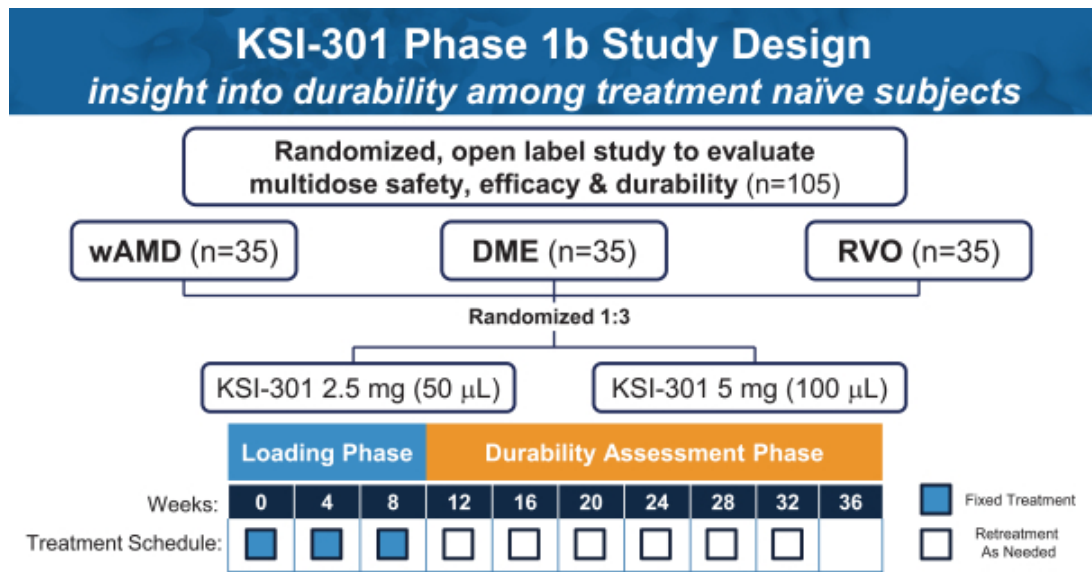 KSI-301 Phase 1b Study Design
insight into durability among treatment naïve subjects
Randomized, open label study to evaluate
multidose safety, efficacy & durability (n=105)
wAMD (n=35) DME (n=35) RVO (n=35)
Randomized 1:3
KSI-301 2.5 mg (50 μL) KSI-301 5 mg (100 μL)
Loading Phase Durability Assessment Phase
Weeks: 0 4 8 12 16 20 24 28 32 36
Fixed Treatment
Treatment Schedule:
Retreatment
As Needed